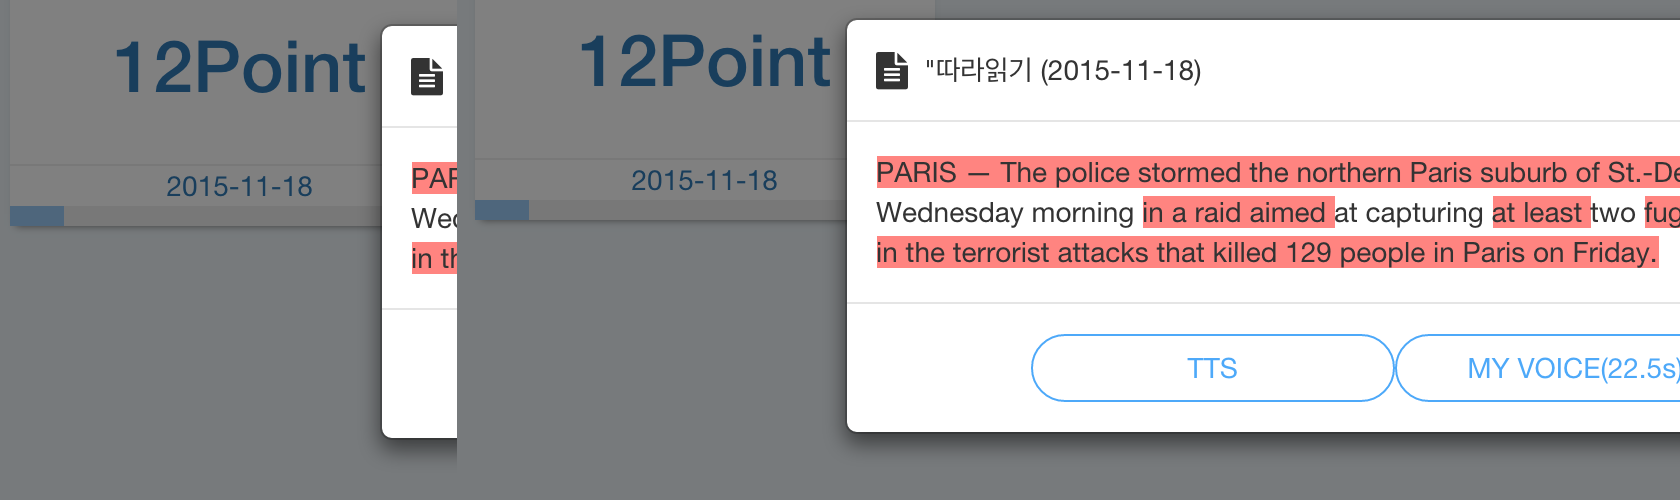 12Point
2015-11-18
PAR
Wed
in th
12Point
2015-11-18
"따라읽기 (2015-11-18)
PARIS — The police stormed the northern Paris suburb of St.-De
Wednesday morning in a raid aimed at capturing at least two fug
in the terrorist attacks that killed 129 people in Paris on Friday.
TTS
MY VOICE(22.5s)